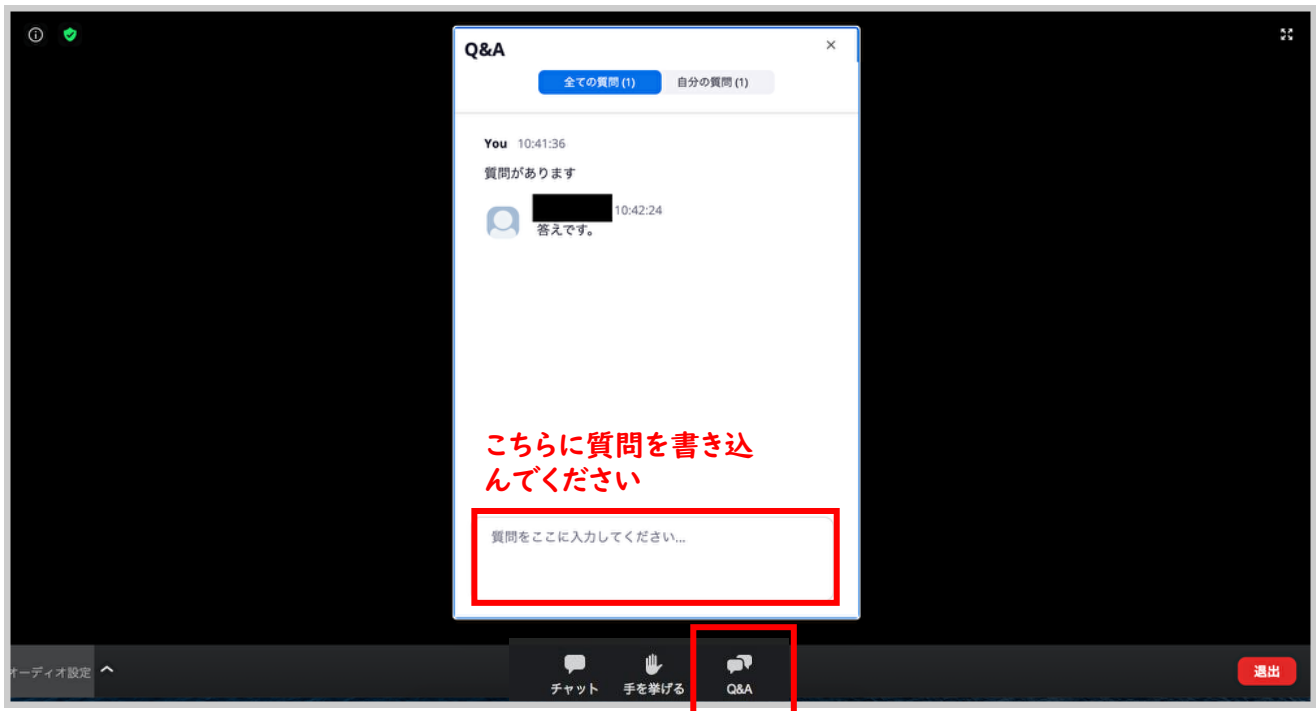 Q&A
全ての質問 (1)
自分の質問 (1)
You 10:41:36
質問があります
10:42:24
答えです。
こちらに質問を書き込
んでください
質問をここに入力してください...
オーディオ設定
チャット
手を挙げる
Q&A
退出